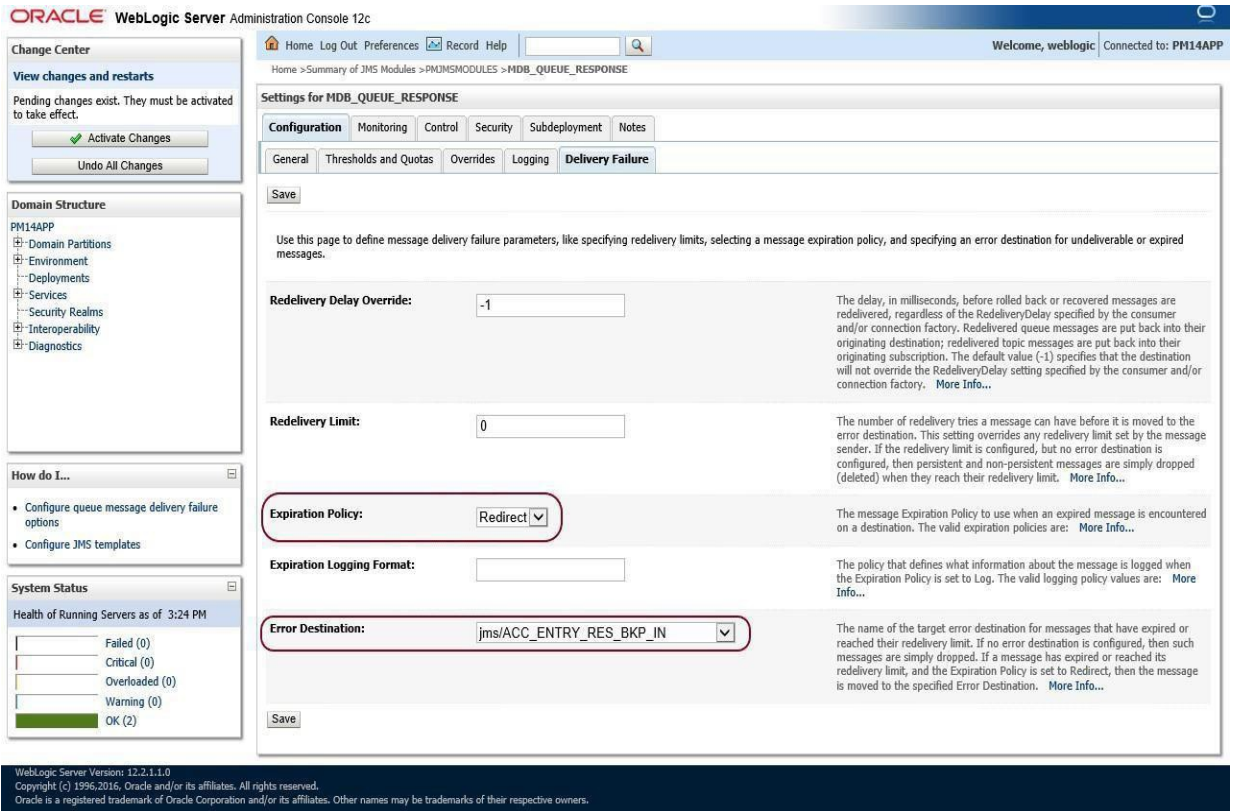 ORACLE WebLogic Server Administration Console 12c
Change Center
View changes and restarts
Pending changes exist. They must be activated
to take effect.
Activate Changes
Undo All Changes
Domain Structure
PM14APP
Domain Partitions
Environment
Deployments
Services
Security Realms
Interoperability
Diagnostics
How do I...
Configure queue message delivery failure
options
Configure JMS templates
System Status
Health of Running Servers as of 3:24 PM
Failed (0)
Critical (0)
Overloaded (0)
Warning (0)
OK (2)
Home Log Out Preferences Record Help
Welcome, weblogic Connected to: PM14APP
Home >Summary of JMS Modules >PMJMSMODULES >MDB_QUEUE_RESPONSE
Settings for MDB_QUEUE_RESPONSE
Configuration Monitoring Control Security Subdeployment Notes
General Thresholds and Quotas Overrides Logging Delivery Failure
Save
Use this page to define message delivery failure parameters, like specifying redelivery limits, selecting a message expiration policy, and specifying an error destination for undeliverable or expired
messages.
Redelivery Delay Override:
-1
The delay, in milliseconds, before rolled back or recovered messages are
redelivered, regardless of the RedeliveryDelay specified by the consumer
and/or connection factory. Redelivered queue messages are put back into their
originating destination; redelivered topic messages are put back into their
originating subscription. The default value (-1) specifies that the destination
will not override the RedeliveryDelay setting specified by the consumer and/or
connection factory. More Info...
Redelivery Limit:
0
The number of redelivery tries a message can have before it is moved to the
error destination. This setting overrides any redelivery limit set by the message
sender. If the redelivery limit is configured, but no error destination is
configured, then persistent and non-persistent messages are simply dropped
(deleted) when they reach their redelivery limit. More Info...
Expiration Policy:
Redirect
The message Expiration Policy to use when an expired message is encountered
on a destination. The valid expiration policies are: More Info...
Expiration Logging Format:
The policy that defines what information about the message is logged when
the Expiration Policy is set to Log. The valid logging policy values are: More
Info...
Error Destination:
jms/ACC_ENTRY_RES_BKP_IN
The name of the target error destination for messages that have expired or
reached their redelivery limit. If no error destination is configured, then such
messages are simply dropped. If a message has expired or reached its
redelivery limit, and the Expiration Policy is set to Redirect, then the message
is moved to the specified Error Destination. More Info...
Save
WebLogic Server Version: 12.2.1.1.0
Copyright (c) 1996,2016, Oracle and/or its affiliates. All rights reserved.
Oracle is a registered trademark of Oracle Corporation and/or its affiliates. Other names may be trademarks of their respective owners.